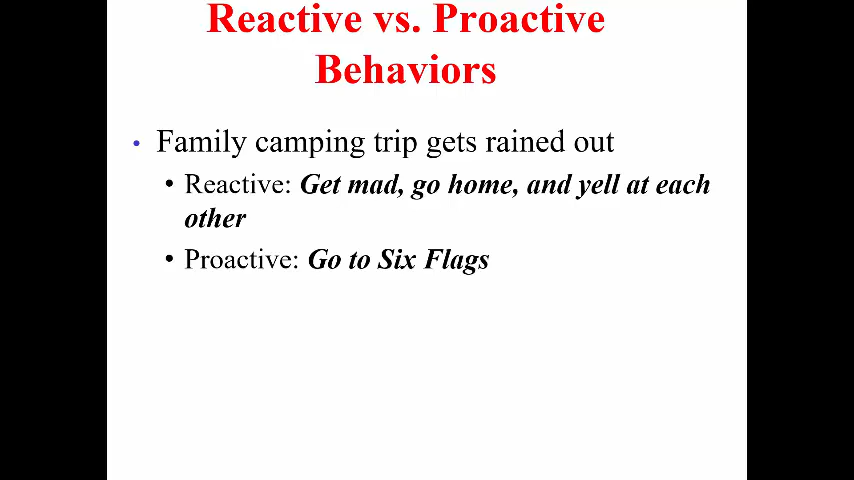 Reactive vs. Proactive
Behaviors
• Family camping trip gets rained out
• Reactive: Get mad, go home, and yell at each
other
• Proactive: Go to Six Flags